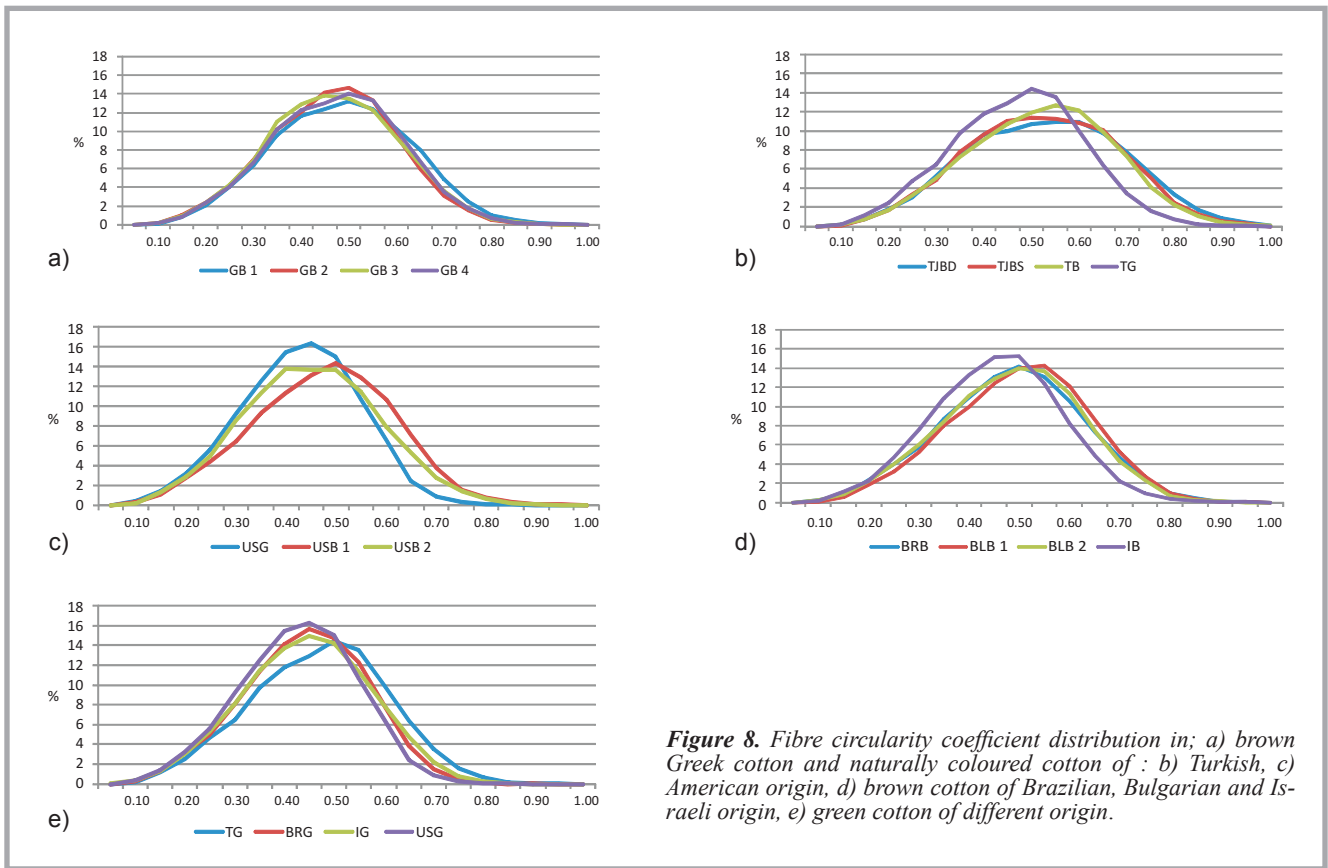 18
16
14
12
10
%
8
6
4
2
0
0.10 0.20 0.30 0.40 0.50 0.60 0.70 0.80 0.90 1.00
a)
GB 1 GB 2 GB 3 GB 4
18
16
14
12
10
%
8
6
4
2
0
0.10 0.20 0.30 0.40 0.50 0.60 0.70 0.80 0.90 1.00
b)
TJBD TJBS TB TG
18
16
14
12
10
%
8
6
4
2
0
0.10 0.20 0.30 0.40 0.50 0.60 0.70 0.80 0.90 1.00
c)
USG USB 1 USB 2
18
16
14
12
10
%
8
6
4
2
0
0.10 0.20 0.30 0.40 0.50 0.60 0.70 0.80 0.90 1.00
d)
BRB BLB 1 BLB 2 IB
18
16
14
12
10
%
8
6
4
2
0
0.10 0.20 0.30 0.40 0.50 0.60 0.70 0.80 0.90 1.00
e)
TG BRG IG USG
Figure 8. Fibre circularity coefficient distribution in; a) brown
Greek cotton and naturally coloured cotton of : b) Turkish, c)
American origin, d) brown cotton of Brazilian, Bulgarian and Is-
raeli origin, e) green cotton of different origin.